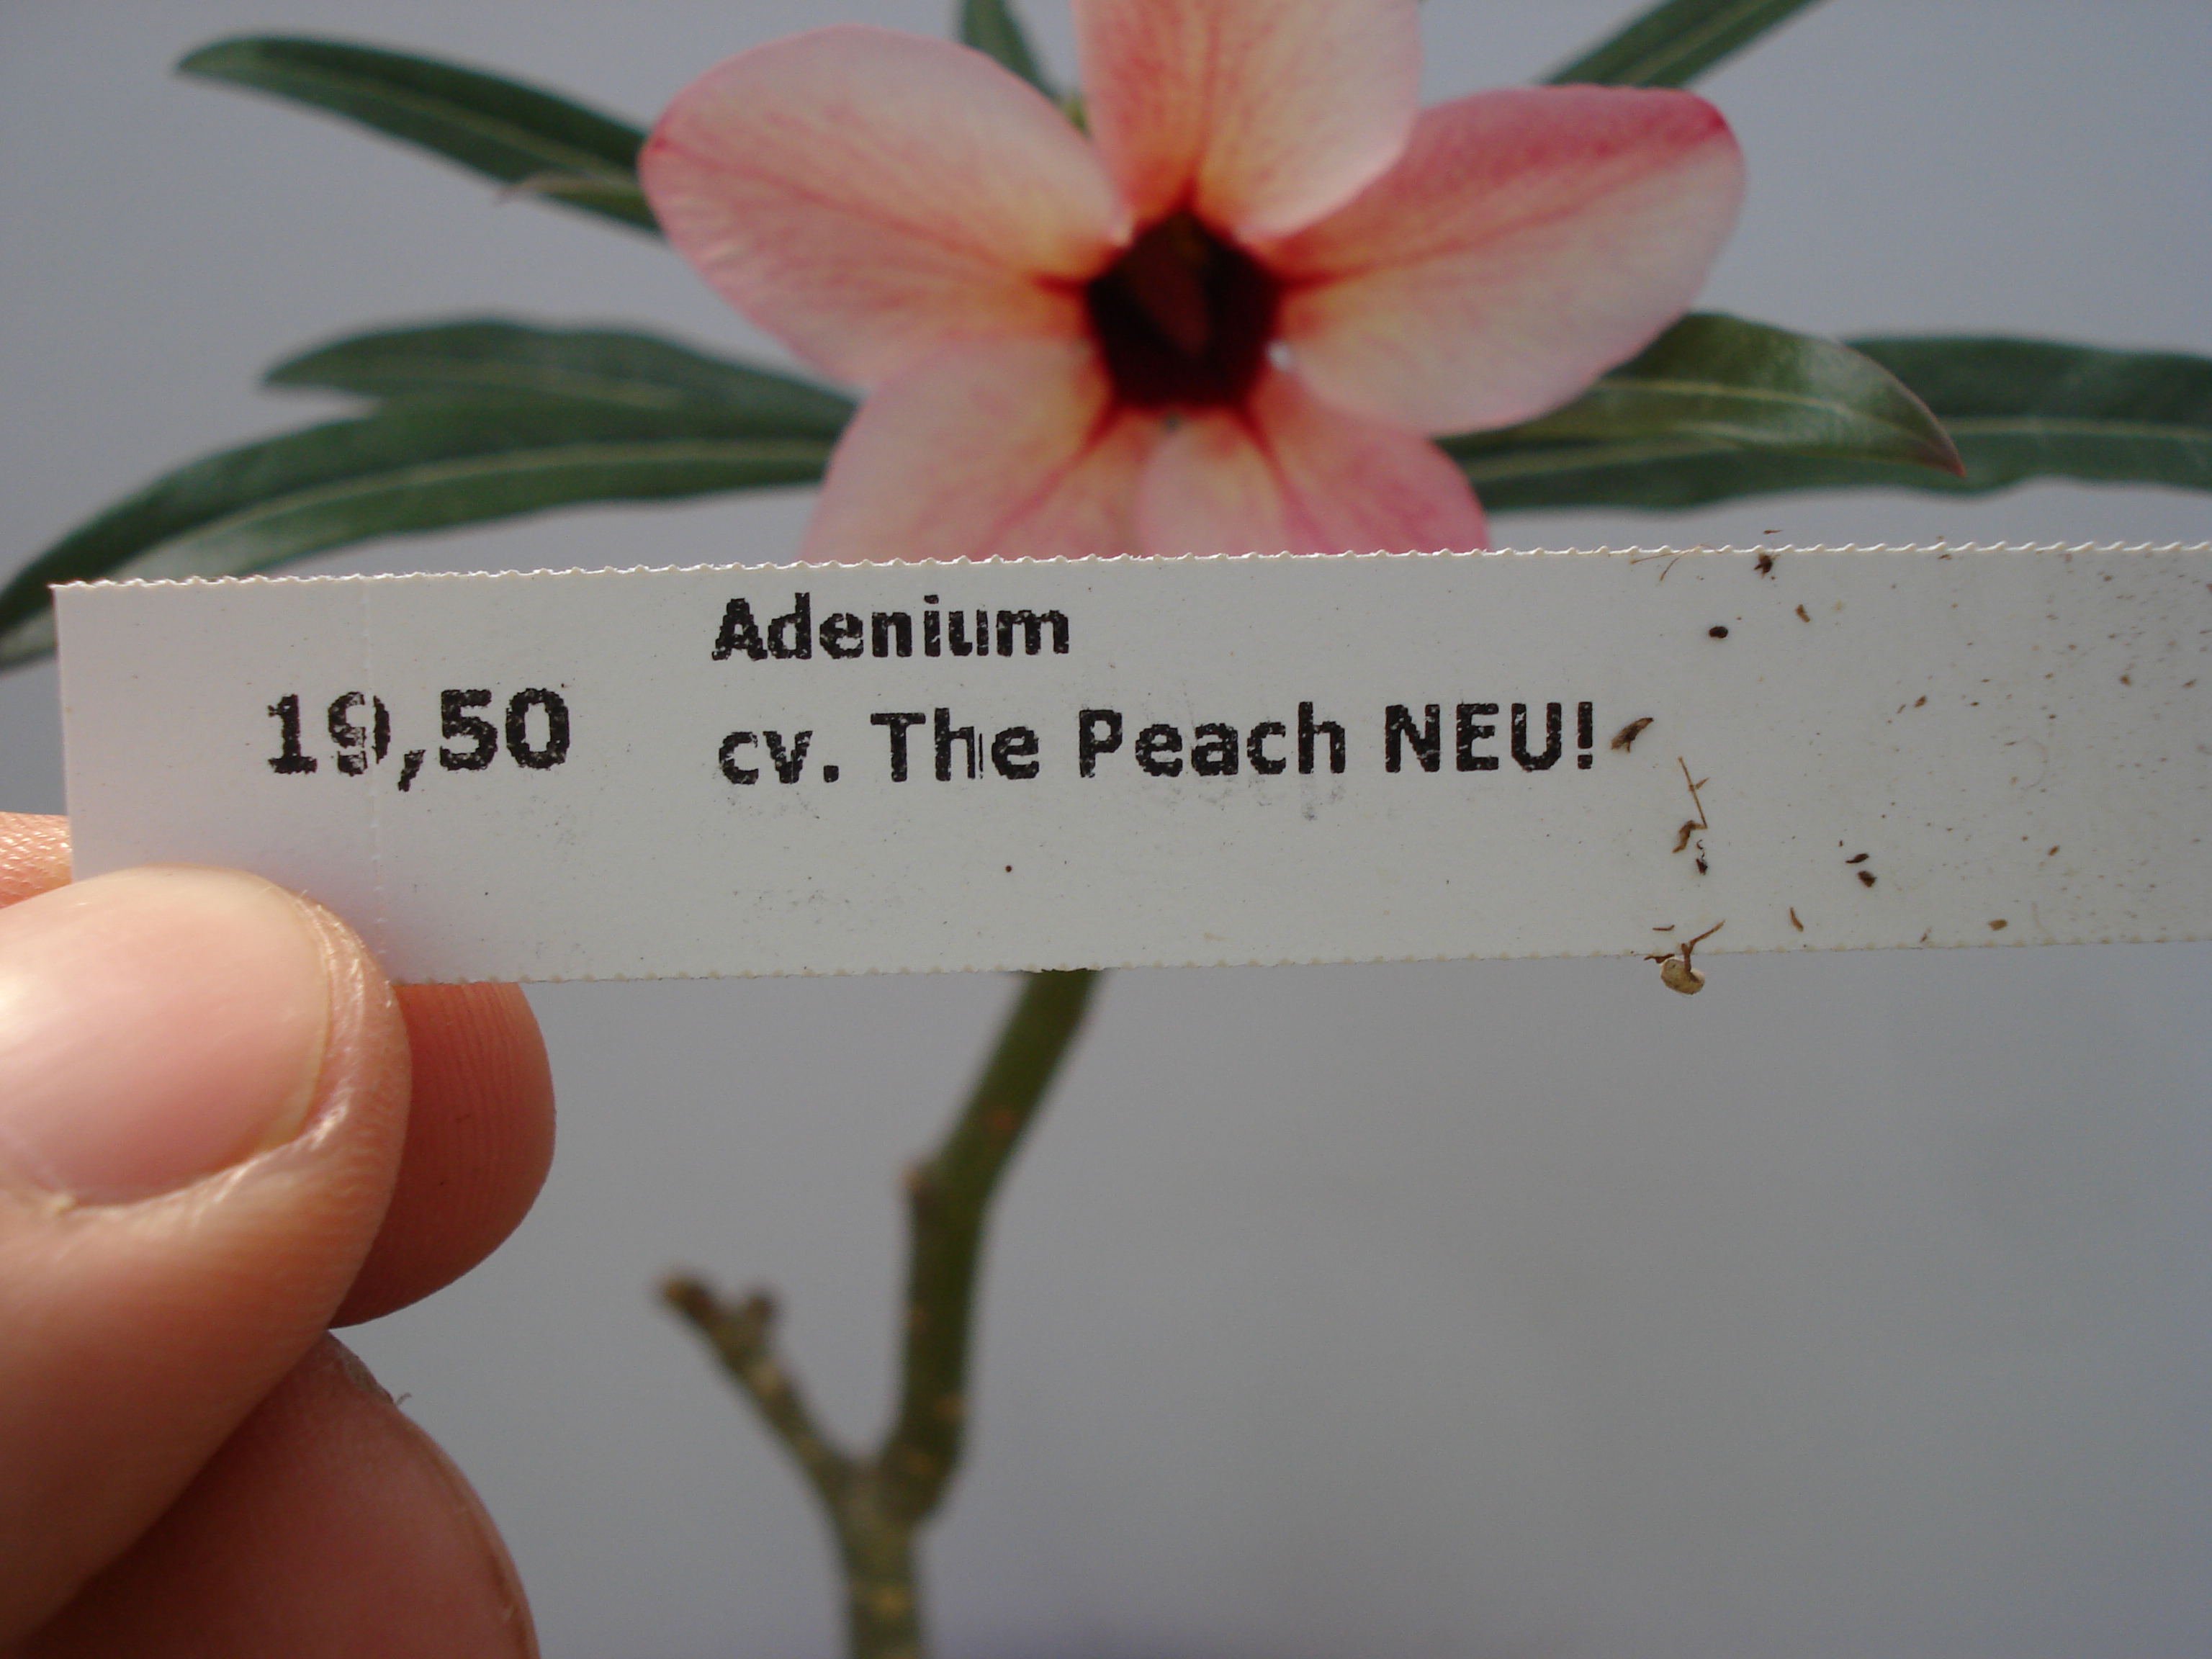 Adenium
19,50 cv. The Peach NEU!